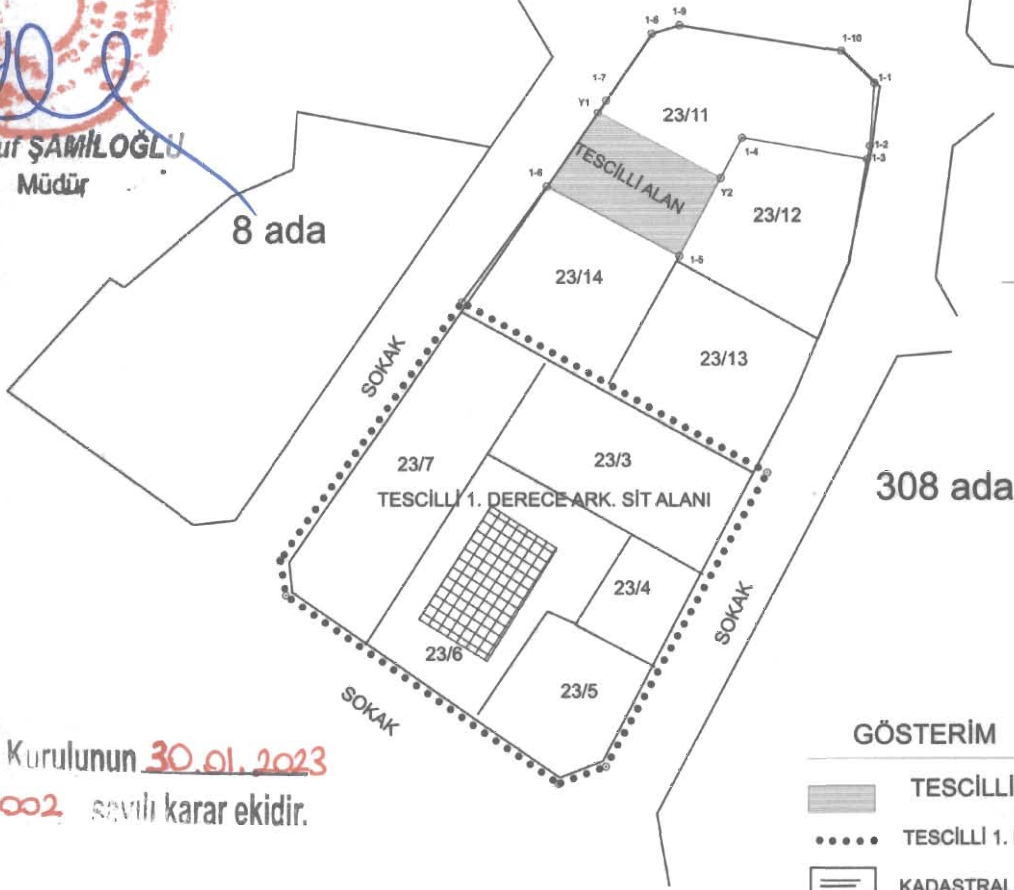 ŞAMİLOĞLU
Müdür
8 ada
1-8
1-9
1-10
1-1
1-7
Y1
23/11
1-4
1-2
1-3
TESCİLLİ ALAN
1-6
Y2
23/12
1-5
23/14
SOKAK
23/13
23/7
23/3
TESCİLLİ 1. DERECE ARK. SİT ALANI
308 ada
23/4
SOKAK
23/6
23/5
SOKAK
Kurulunun 30.01.2023
002 sayılı karar ekidir.
GÖSTERİM
TESCİLLİ
TESCİLLİ 1.
KADASTRAL